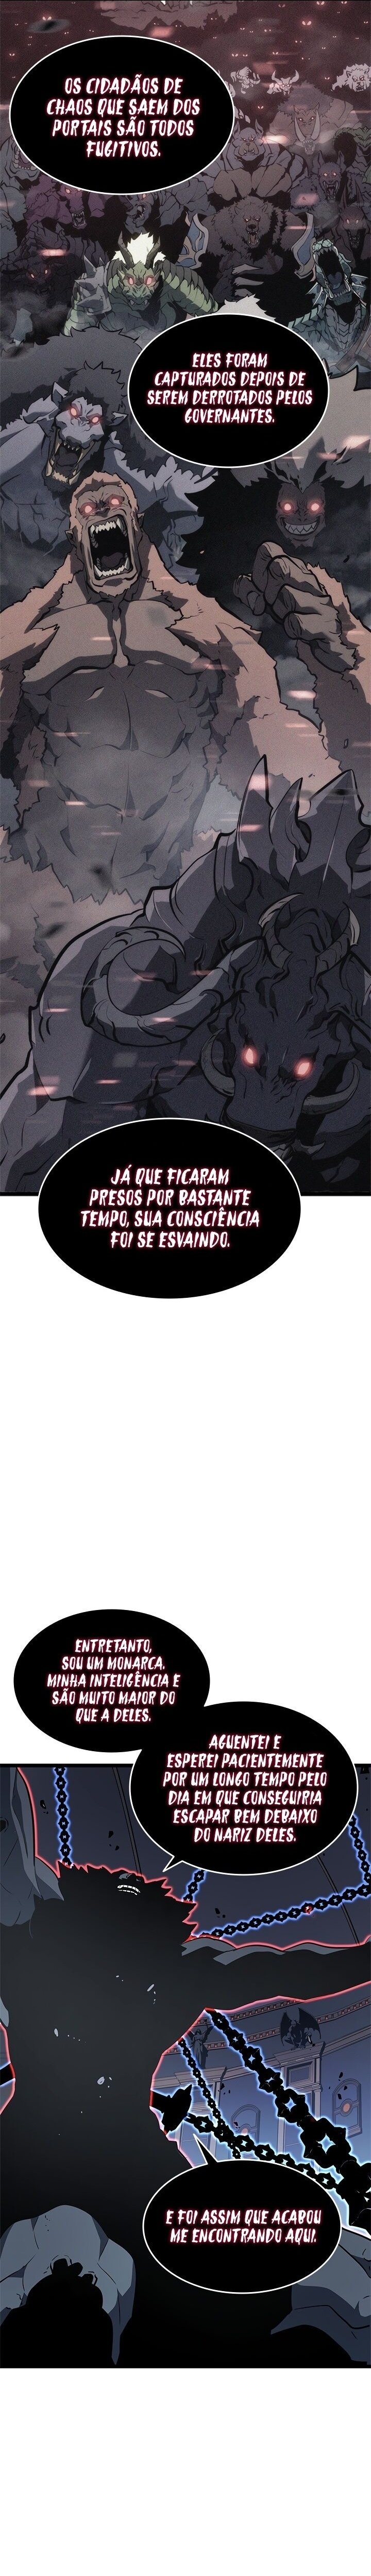 OS CIDADÃOS DE
CHAOS QUE SAEM DOS
PORTAIS SÃO TODOS
FUGITIVOS.
ELES FORAM
CAPTURADOS DEPOIS DE
SEREM DERROTADOS PELOS
GOVERNANTES.
JÁ QUE FICARAM
PRESOS POR BASTANTE
TEMPO, SUA CONSCIÊNCIA
FOI SE ESVAINDO.
ENTRETANTO,
SOU UM MONARCA.
MINHA INTELIGÊNCIA E
SÃO MUITO MAIOR DO
QUE A DELES.
AGUENTEI E
ESPEREI PACIENTEMENTE
POR UM LONGO TEMPO PELO
DIA EM QUE CONSEGUIRIA
ESCAPAR BEM DEBAIXO
DO NARIZ DELES.
E FOI ASSIM QUE ACABOU
ME ENCONTRANDO AQUI.